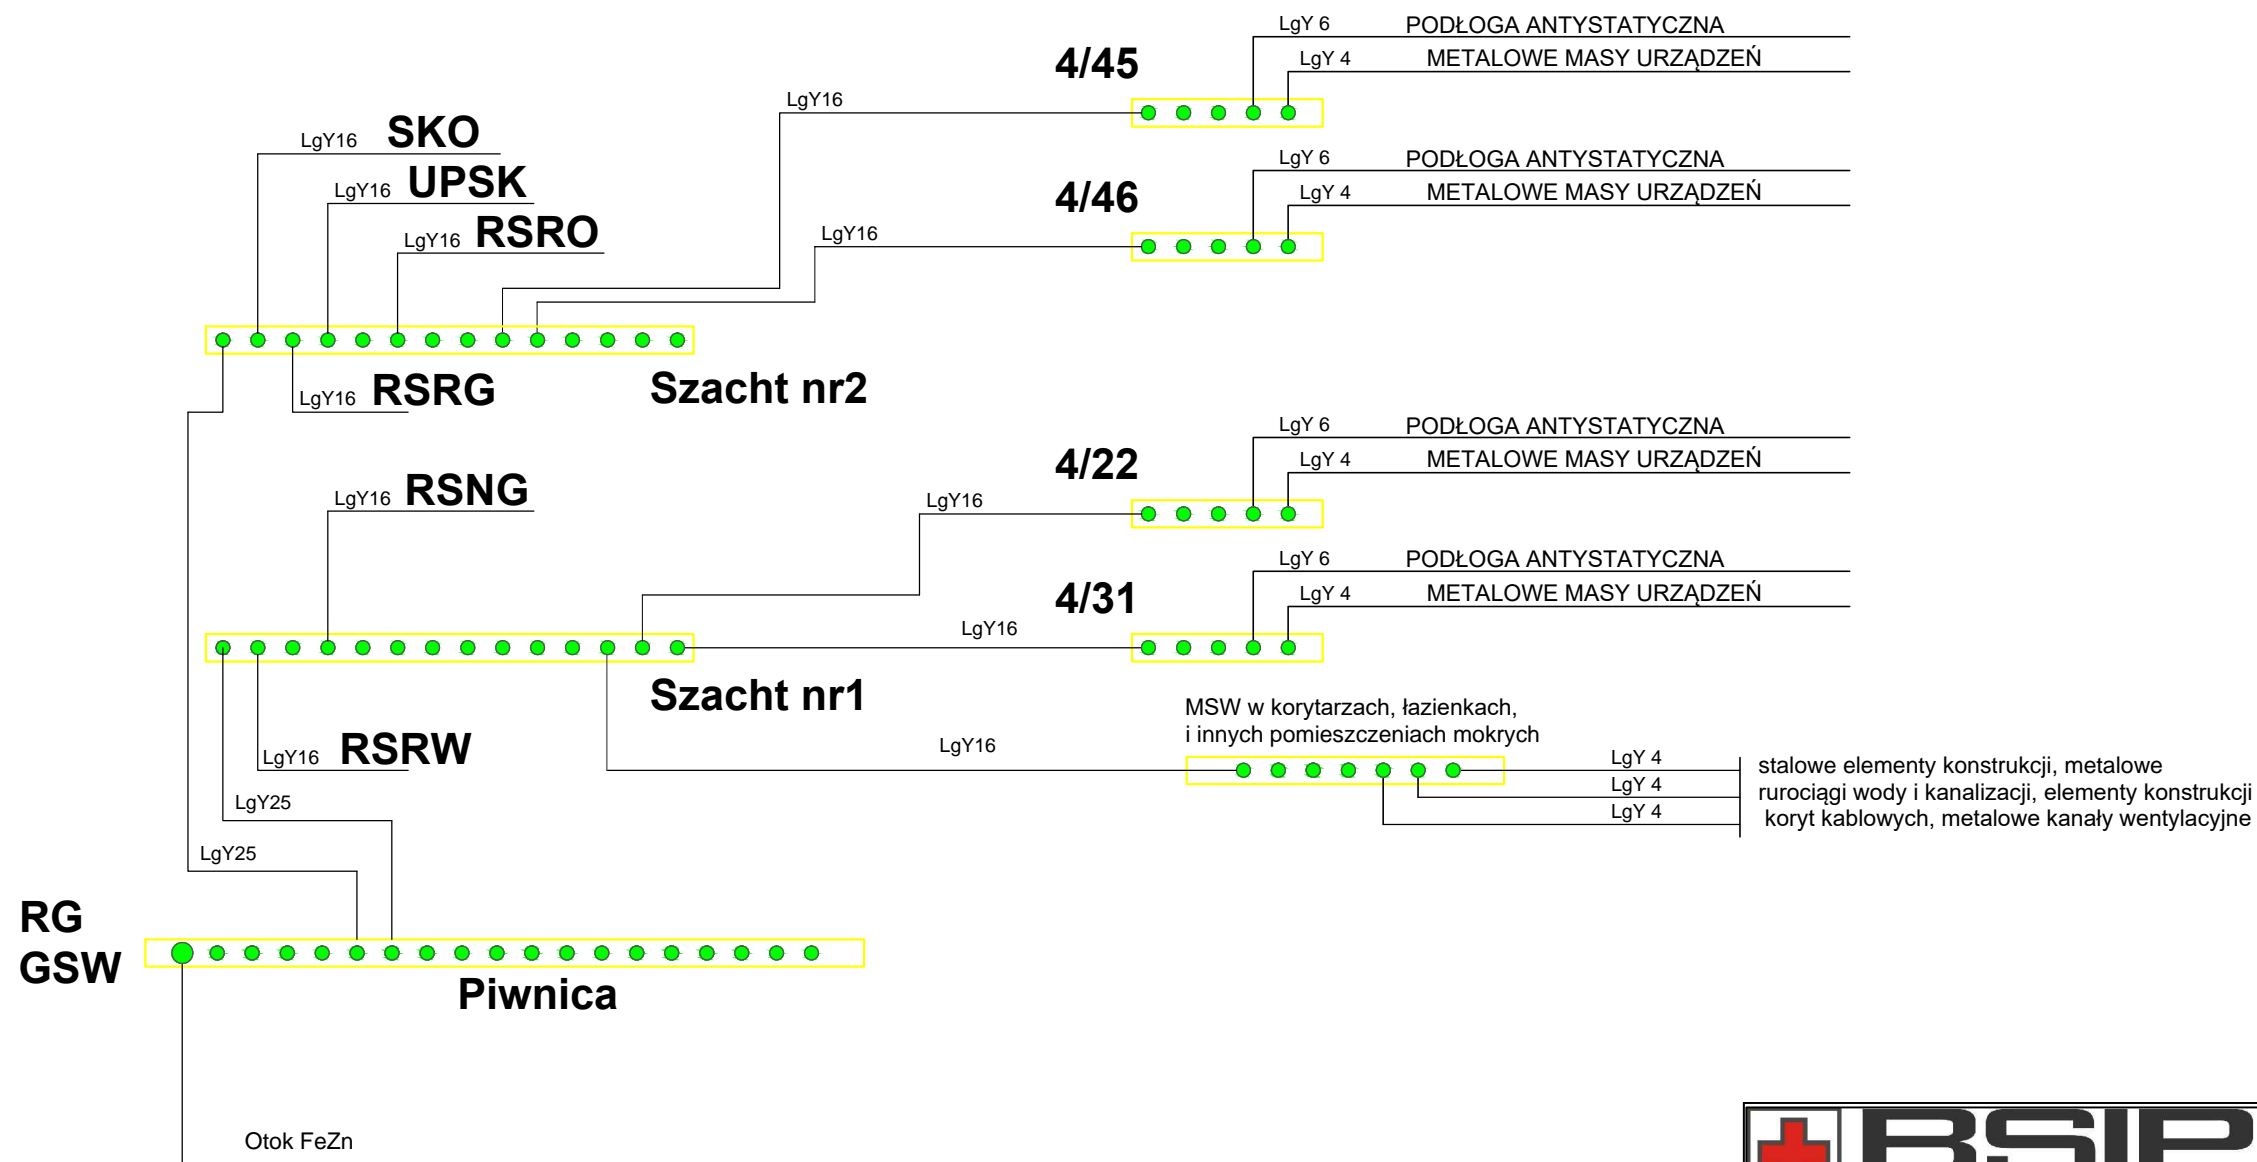 LgY 6 PODŁOGA ANTYSTATYCZNA
4/45 LgY 4 METALOWE MASY URZĄDZEŃ
LgY16
LgY16 SKO
LgY 6 PODŁOGA ANTYSTATYCZNA
LgY16 UPSK
4/46 LgY 4 METALOWE MASY URZĄDZEŃ
LgY16 RSRO
LgY16
LgY16 RSRG
Szacht nr2
LgY 6 PODŁOGA ANTYSTATYCZNA
4/22 LgY 4 METALOWE MASY URZĄDZEŃ
LgY16 RSNG
LgY16
LgY 6 PODŁOGA ANTYSTATYCZNA
4/31 LgY 4 METALOWE MASY URZĄDZEŃ
LgY16
Szacht nr1
MSW w korytarzach, łazienkach,
i innych pomieszczeniach mokrych
LgY16 RSRW
LgY16
LgY 4
LgY 4
LgY 4
stalowe elementy konstrukcji, metalowe
rurociągi wody i kanalizacji, elementy konstrukcji
koryt kablowych, metalowe kanały wentylacyjne
LgY25
LgY25
RG
GSW
Piwnica
Otok FeZn
BSIP